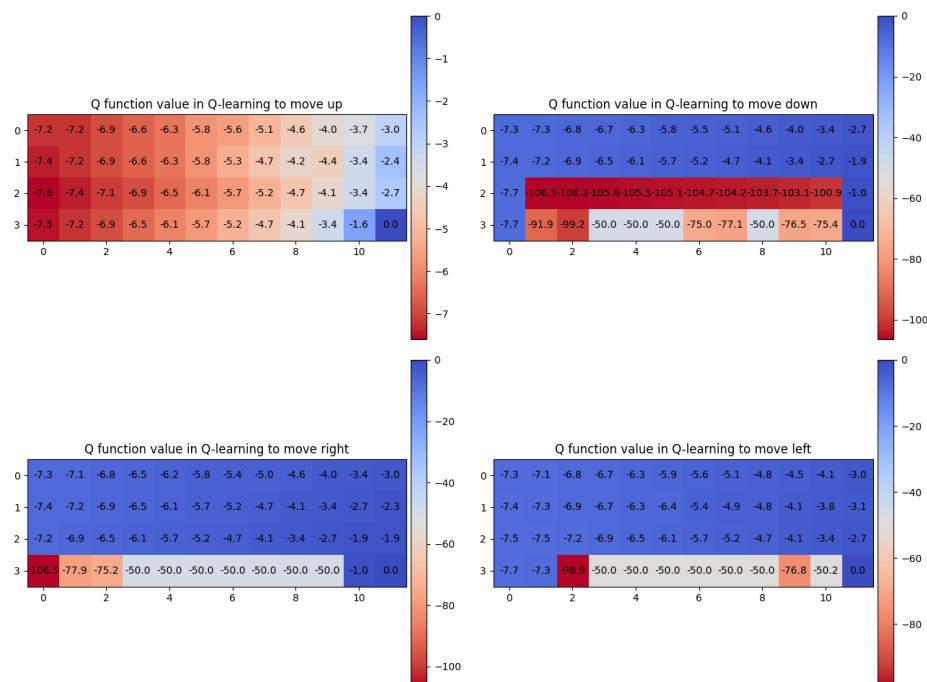 Q function value in Q-learning to move up
0 -7.2 -7.2 -6.9 -6.6 -6.3 -5.8 -5.6 -5.1 -4.6 -4.0 -3.7 -3.0
1 -7.4 -7.2 -6.9 -6.6 -6.3 -5.8 -5.3 -4.7 -4.2 -4.4 -3.4 -2.4
2 -7.6 -7.4 -7.1 -6.9 -6.5 -6.1 -5.7 -5.2 -4.7 -4.1 -3.4 -2.7
3 -7.5 -7.2 -6.9 -6.5 -6.1 -5.7 -5.2 -4.7 -4.1 -3.4 -1.6 0.0
0 2 4 6 8 10
0
−1
−2
−3
−4
−5
−6
−7
Q function value in Q-learning to move down
0 -7.3 -7.3 -6.8 -6.7 -6.3 -5.8 -5.5 -5.1 -4.6 -4.0 -3.4 -2.7
1 -7.4 -7.2 -6.9 -6.5 -6.1 -5.7 -5.2 -4.7 -4.1 -3.4 -2.7 -1.9
2 -7.7 -106.5 -106.2 -105.8 -105.5 -105.1 -104.7 -104.2 -103.7 -103.1 -100.9 -1.0
3 -7.7 -91.9 -99.2 -50.0 -50.0 -50.0 -75.0 -77.1 -50.0 -76.5 -75.4 0.0
0 2 4 6 8 10
0
−20
−40
−60
−80
−100
Q function value in Q-learning to move right
0 -7.3 -7.1 -6.8 -6.5 -6.2 -5.8 -5.4 -5.0 -4.6 -4.0 -3.4 -3.0
1 -7.4 -7.2 -6.9 -6.5 -6.1 -5.7 -5.2 -4.7 -4.1 -3.4 -2.7 -2.3
2 -7.2 -6.9 -6.5 -6.1 -5.7 -5.2 -4.7 -4.1 -3.4 -2.7 -1.9 -1.9
3 -106.5 -77.9 -75.2 -50.0 -50.0 -50.0 -50.0 -50.0 -50.0 -50.0 -1.0 0.0
0 2 4 6 8 10
0
−20
−40
−60
−80
−100
Q function value in Q-learning to move left
0 -7.3 -7.1 -6.8 -6.7 -6.3 -5.9 -5.6 -5.1 -4.8 -4.5 -4.1 -3.0
1 -7.4 -7.3 -6.9 -6.6 -6.3 -6.4 -5.4 -4.9 -4.8 -4.1 -3.8 -3.1
2 -7.5 -7.5 -7.2 -6.9 -6.5 -6.1 -5.7 -5.2 -4.7 -4.1 -3.4 -2.7
3 -7.7 -7.3 -98.9 -50.0 -50.0 -50.0 -50.0 -50.0 -50.0 -76.8 -50.2 0.0
0 2 4 6 8 10
0
−20
−40
−60
−80